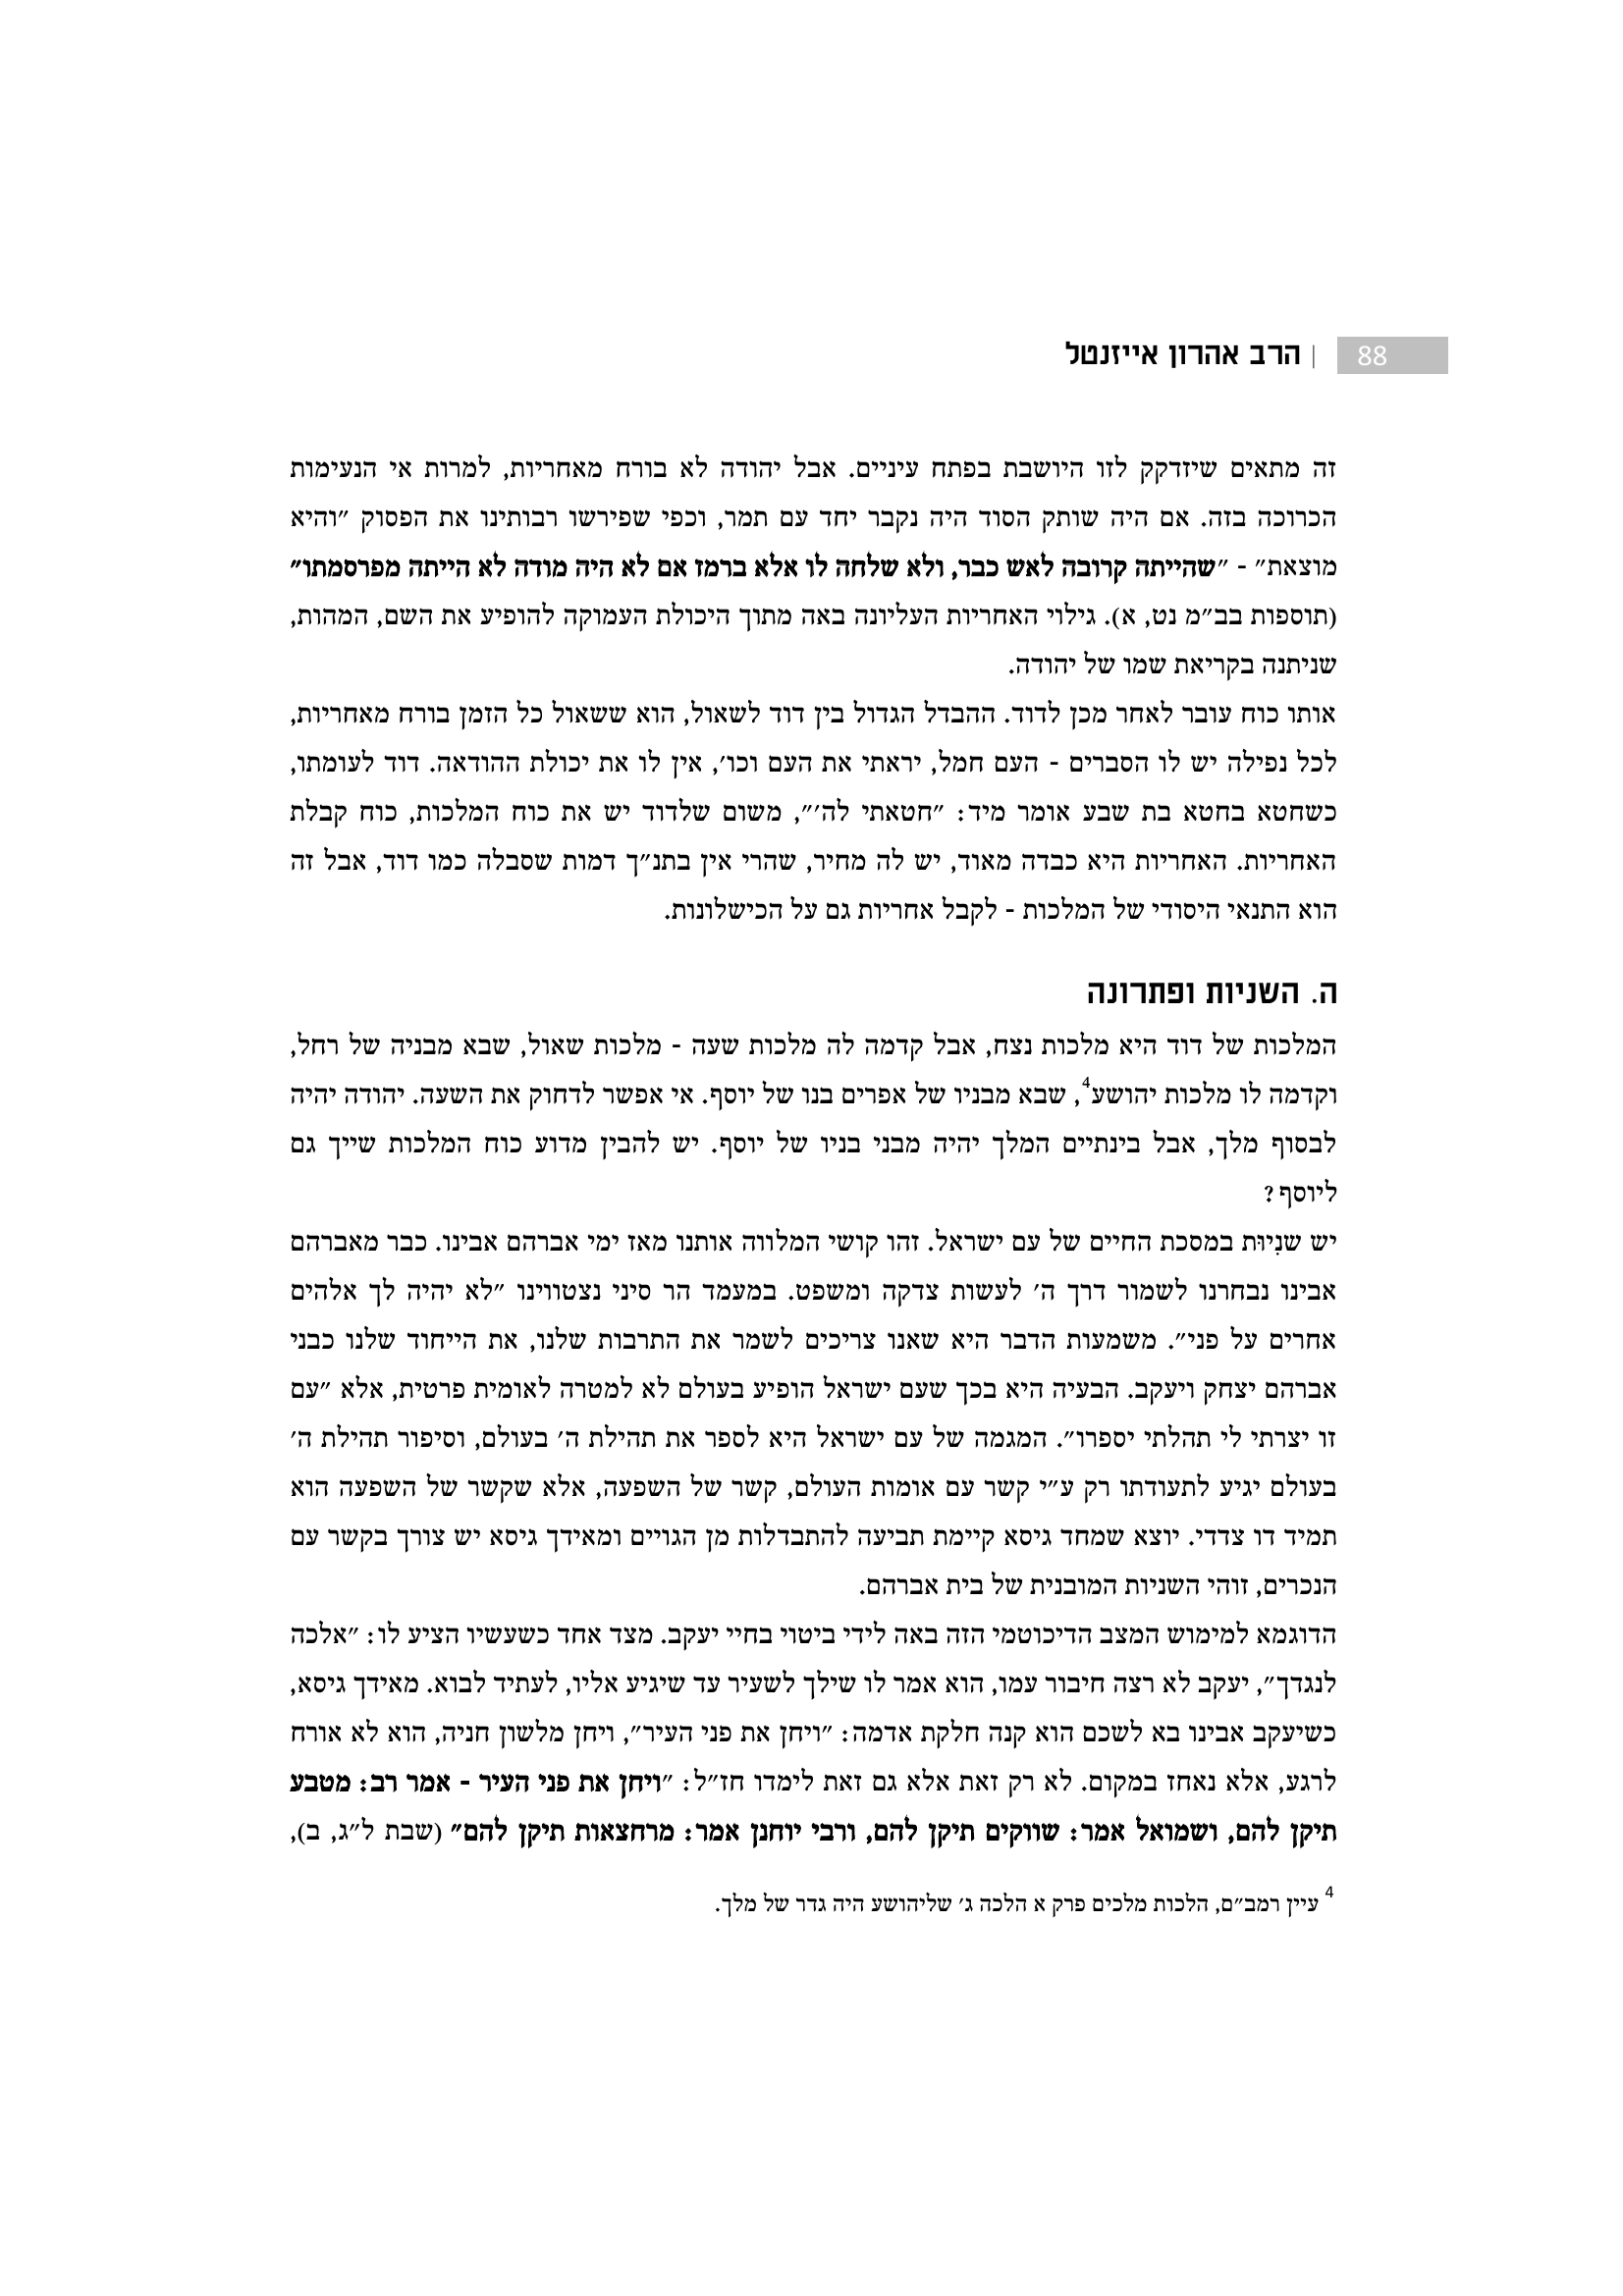 88 | הרב אהרון אייזנטל
זה מתאים שיזדקק לזו היושבת בפתח עיניים. אבל יהודה לא בורח מאחריות, למרות אי הנעימות
הכרוכה בזה. אם היה שותק הסוד היה נקבר יחד עם תמר, וכפי שפירשו רבותינו את הפסוק ״והיא
מוצאת״ - ״שהייתה קרובה לאש כבר, ולא שלחה לו אלא ברמז אם לא היה מודה לא הייתה מפרסמתו״
(תוספות בב״מ נט, א). גילוי האחריות העליונה באה מתוך היכולת העמוקה להופיע את השם, המהות,
שניתנה בקריאת שמו של יהודה.
אותו כוח עובר לאחר מכן לדוד. ההבדל הגדול בין דוד לשאול, הוא ששאול כל הזמן בורח מאחריות,
לכל נפילה יש לו הסברים - העם חמל, יראתי את העם וכו׳, אין לו את יכולת ההודאה. דוד לעומתו,
כשחטא בחטא בת שבע אומר מיד: ״חטאתי לה׳״, משום שלדוד יש את כוח המלכות, כוח קבלת
האחריות. האחריות היא כבדה מאוד, יש לה מחיר, שהרי אין בתנ״ך דמות שסבלה כמו דוד, אבל זה
הוא התנאי היסודי של המלכות - לקבל אחריות גם על הכישלונות.
ה. השניות ופתרונה
המלכות של דוד היא מלכות נצח, אבל קדמה לה מלכות שעה - מלכות שאול, שבא מבניה של רחל,
וקדמה לו מלכות יהושע4, שבא מבניו של אפרים בנו של יוסף. אי אפשר לדחוק את השעה. יהודה יהיה
לבסוף מלך, אבל בינתיים המלך יהיה מבני בניו של יוסף. יש להבין מדוע כוח המלכות שייך גם
ליוסף?
יש שנִיוּת במסכת החיים של עם ישראל. זהו קושי המלווה אותנו מאז ימי אברהם אבינו. כבר מאברהם
אבינו נבחרנו לשמור דרך ה׳ לעשות צדקה ומשפט. במעמד הר סיני נצטווינו ״לא יהיה לך אלהים
אחרים על פני״. משמעות הדבר היא שאנו צריכים לשמר את התרבות שלנו, את הייחוד שלנו כבני
אברהם יצחק ויעקב. הבעיה היא בכך שעם ישראל הופיע בעולם לא למטרה לאומית פרטית, אלא ״עם
זו יצרתי לי תהלתי יספרו״. המגמה של עם ישראל היא לספר את תהילת ה׳ בעולם, וסיפור תהילת ה׳
בעולם יגיע לתעודתו רק ע״י קשר עם אומות העולם, קשר של השפעה, אלא שקשר של השפעה הוא
תמיד דו צדדי. יוצא שמחד גיסא קיימת תביעה להתבדלות מן הגויים ומאידך גיסא יש צורך בקשר עם
הנכרים, זוהי השניות המובנית של בית אברהם.
הדוגמא למימוש המצב הדיכוטמי הזה באה לידי ביטוי בחיי יעקב. מצד אחד כשעשיו הציע לו: ״אלכה
לנגדך״, יעקב לא רצה חיבור עמו, הוא אמר לו שילך לשעיר עד שיגיע אליו, לעתיד לבוא. מאידך גיסא,
כשיעקב אבינו בא לשכם הוא קנה חלקת אדמה: ״ויחן את פני העיר״, ויחן מלשון חניה, הוא לא אורח
לרגע, אלא נאחז במקום. לא רק זאת אלא גם זאת לימדו חז״ל: ״ויחן את פני העיר - אמר רב: מטבע
תיקן להם, ושמואל אמר: שווקים תיקן להם, ורבי יוחנן אמר: מרחצאות תיקן להם״ (שבת ל״ג, ב),
4 עיין רמב״ם, הלכות מלכים פרק א הלכה ג׳ שליהושע היה גדר של מלך.